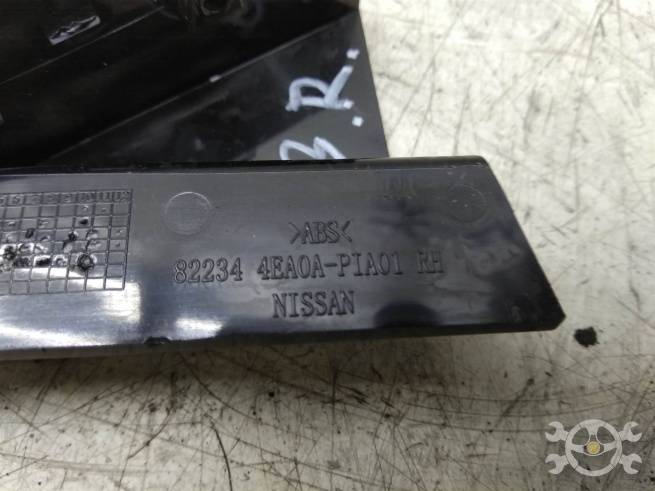 З.R.
>ABS<
82234 4EA0A-PIA01 RH
NISSAN